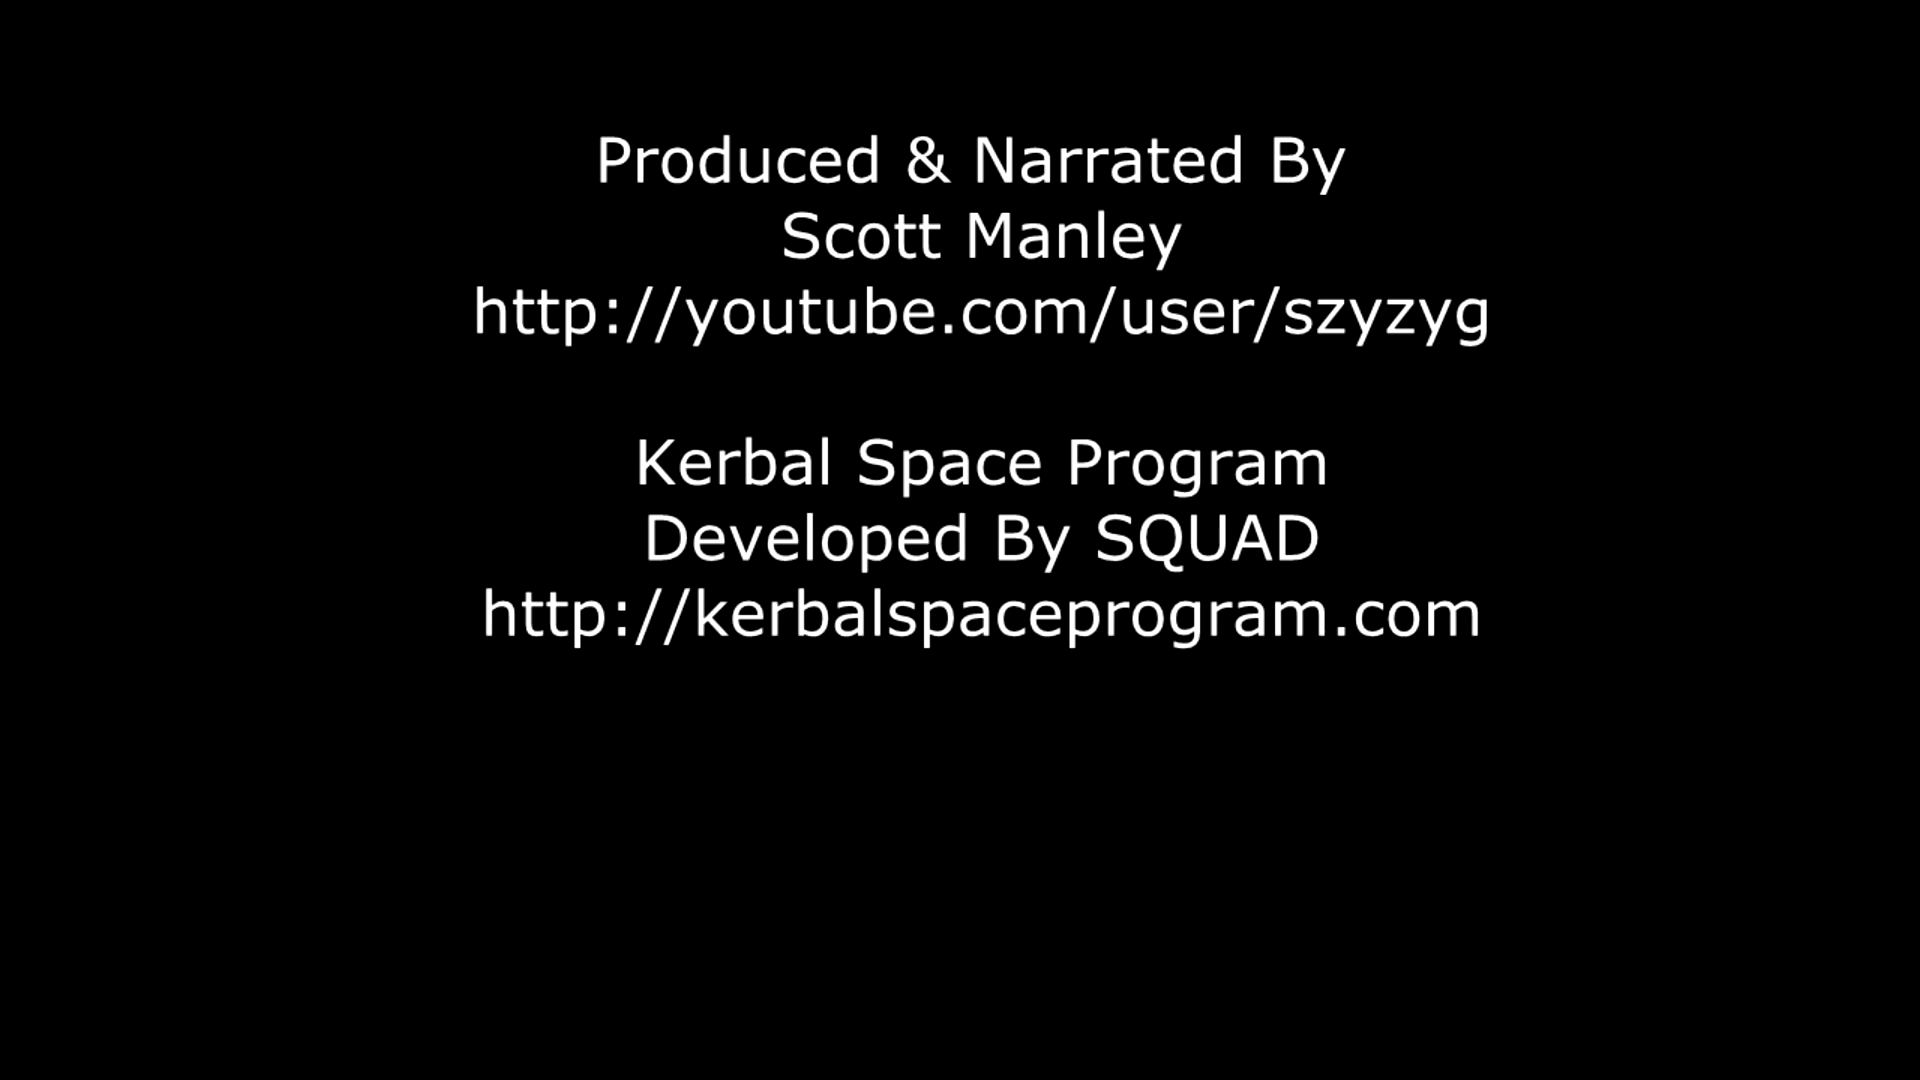 Produced & Narrated By
Scott Manley
http://youtube.com/user/szyzyg
Kerbal Space Program
Developed By SQUAD
http://kerbalspaceprogram.com